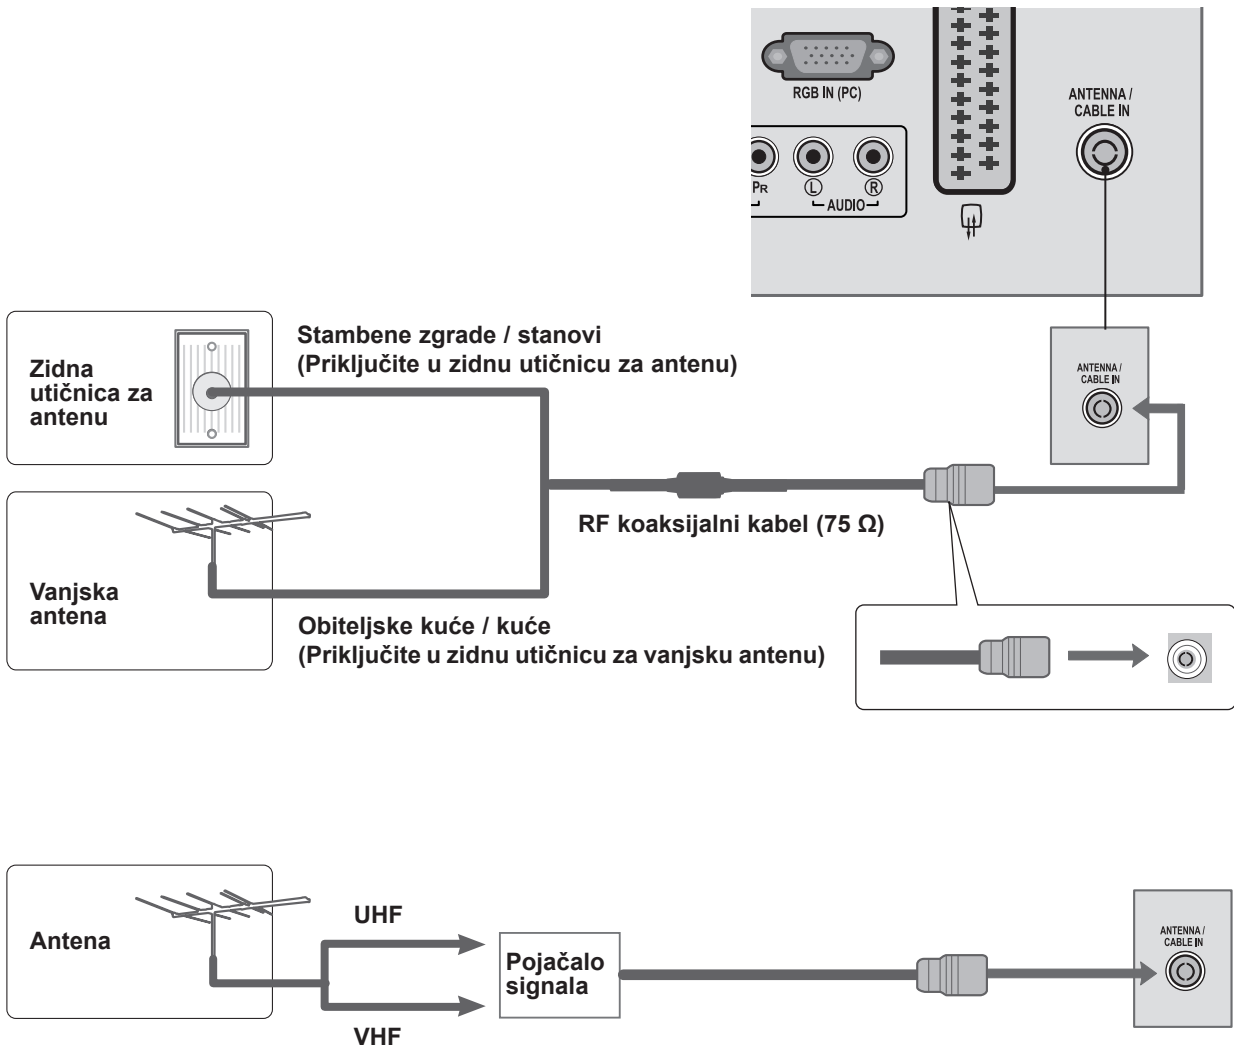 RGB IN (PC)
ANTENNA /
CABLE IN
PR
L
R
AUDIO
Zidna
utičnica za
antenu
Stambene zgrade / stanovi
(Priključite u zidnu utičnicu za antenu)
ANTENNA /
CABLE IN
RF koaksijalni kabel (75 Ω)
Vanjska
antena
Obiteljske kuće / kuće
(Priključite u zidnu utičnicu za vanjsku antenu)
Antena
UHF
VHF
Pojačalo
signala
ANTENNA /
CABLE IN